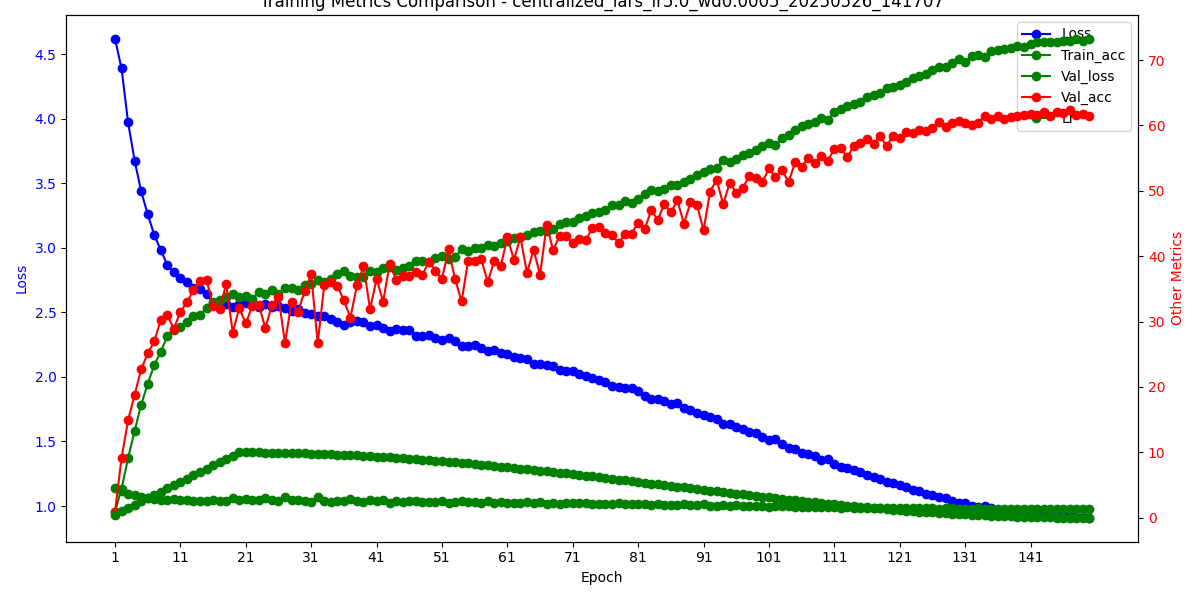 Training Metrics Comparison - centralized_lars_lr5.0_wd0.0005_20250526_141707
Loss
Train_acc
Val_loss
Val_acc
Lr
4.5
4.0
3.5
3.0
2.5
2.0
1.5
1.0
Loss
70
60
50
40
30
20
10
0
Other Metrics
1 11 21 31 41 51 61 71 81 91 101 111 121 131 141
Epoch